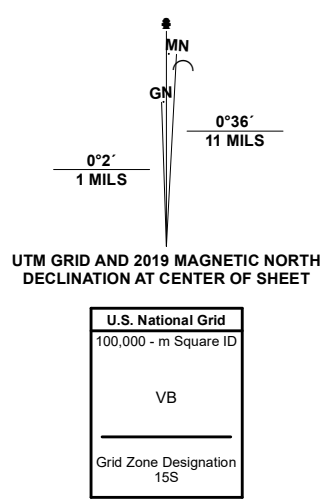 MN
GN
0°36´
11 MILS
0°2´
1 MILS
UTM GRID AND 2019 MAGNETIC NORTH
DECLINATION AT CENTER OF SHEET
U.S. National Grid
100,000 - m Square ID
VB
Grid Zone Designation
15S